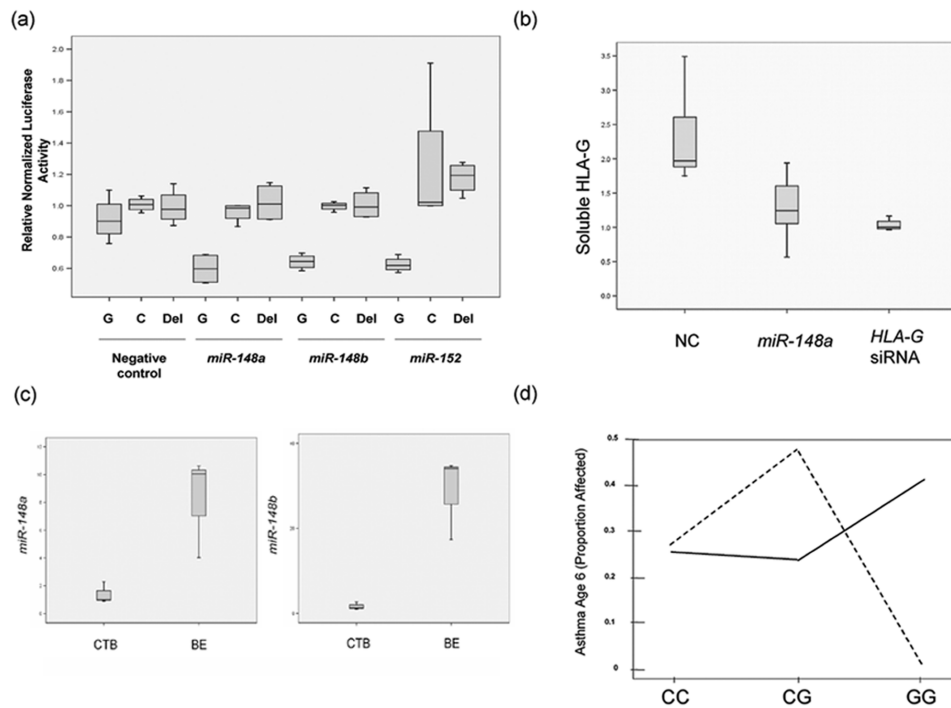 (a)
Relative Normalized Luciferase
Activity
2.0
1.8
1.6
1.4
1.2
1.0
0.8
0.6
G C Del G C Del G C Del G C Del
Negative
control
miR-148a
miR-148b
miR-152
(b)
Soluble HLA-G
3.5
3.0
2.5
2.0
1.5
1.0
0.5
0.0
NC
miR-148a
HLA-G
siRNA
(c)
miR-148a
CTB
BE
miR-148b
CTB
BE
(d)
Asthma Age 6 (Proportion Affected)
0.5
0.4
0.3
0.2
0.1
0
CC
CG
GG